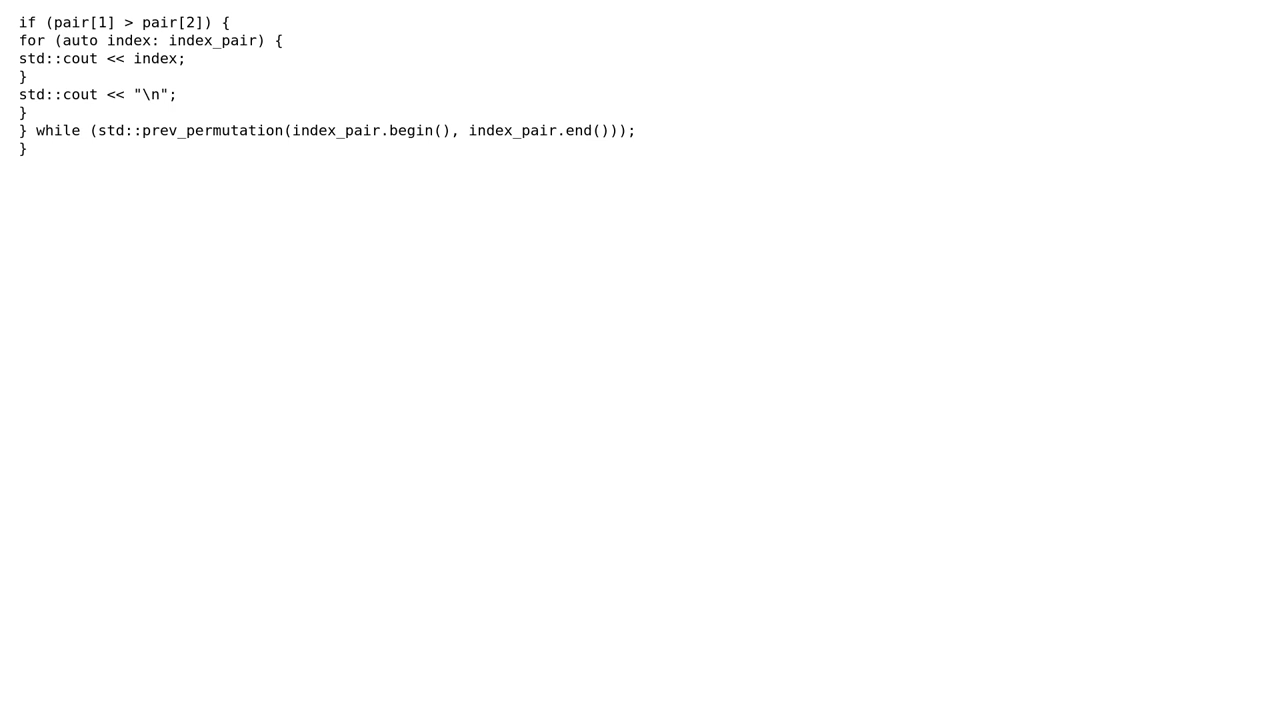 if (pair[1] > pair[2]) {
for (auto index: index_pair) {
std::cout << index;
}
std::cout << "\n";
}
} while (std::prev_permutation(index_pair.begin(), index_pair.end()));
}